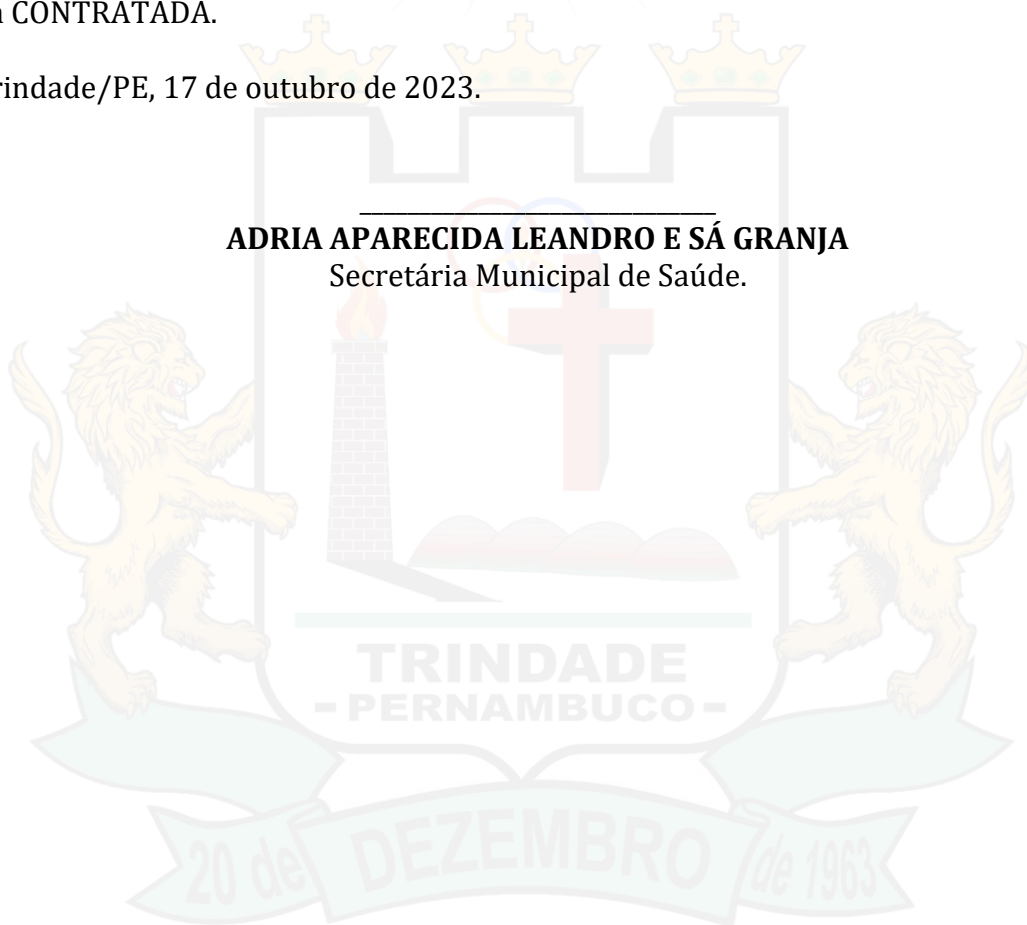 CONTRATADA.
rindade/PE, 17 de outubro de 2023.
______________________________
ADRIA APARECIDA LEANDRO E SÁ GRANJA
Secretária Municipal de Saúde.
TRINDADE
- PERNAMBUCO -
20 de DEZEMBRO de 1963